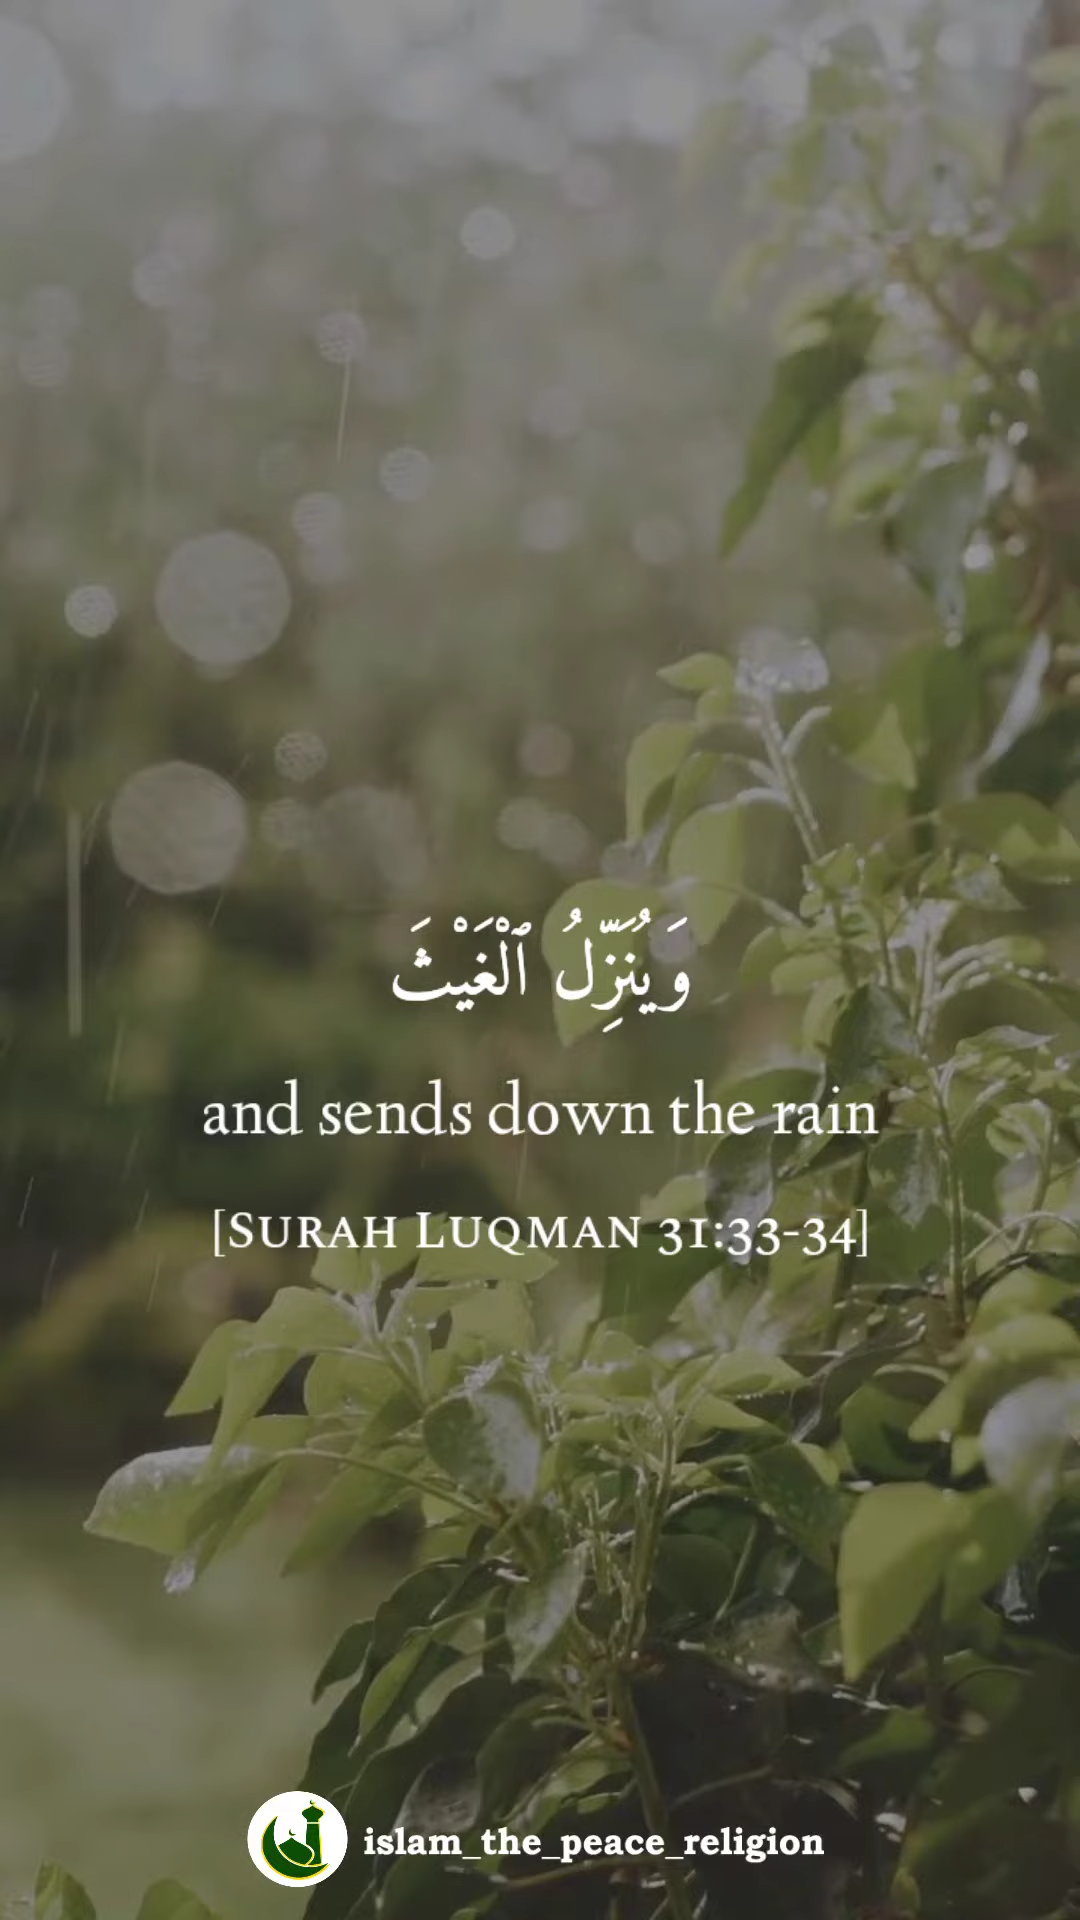 وَيُنَزِّلُ ٱلْغَيْثَ
and sends down the rain
[Surah Luqman 31:33-34]
islam_the_peace_religion